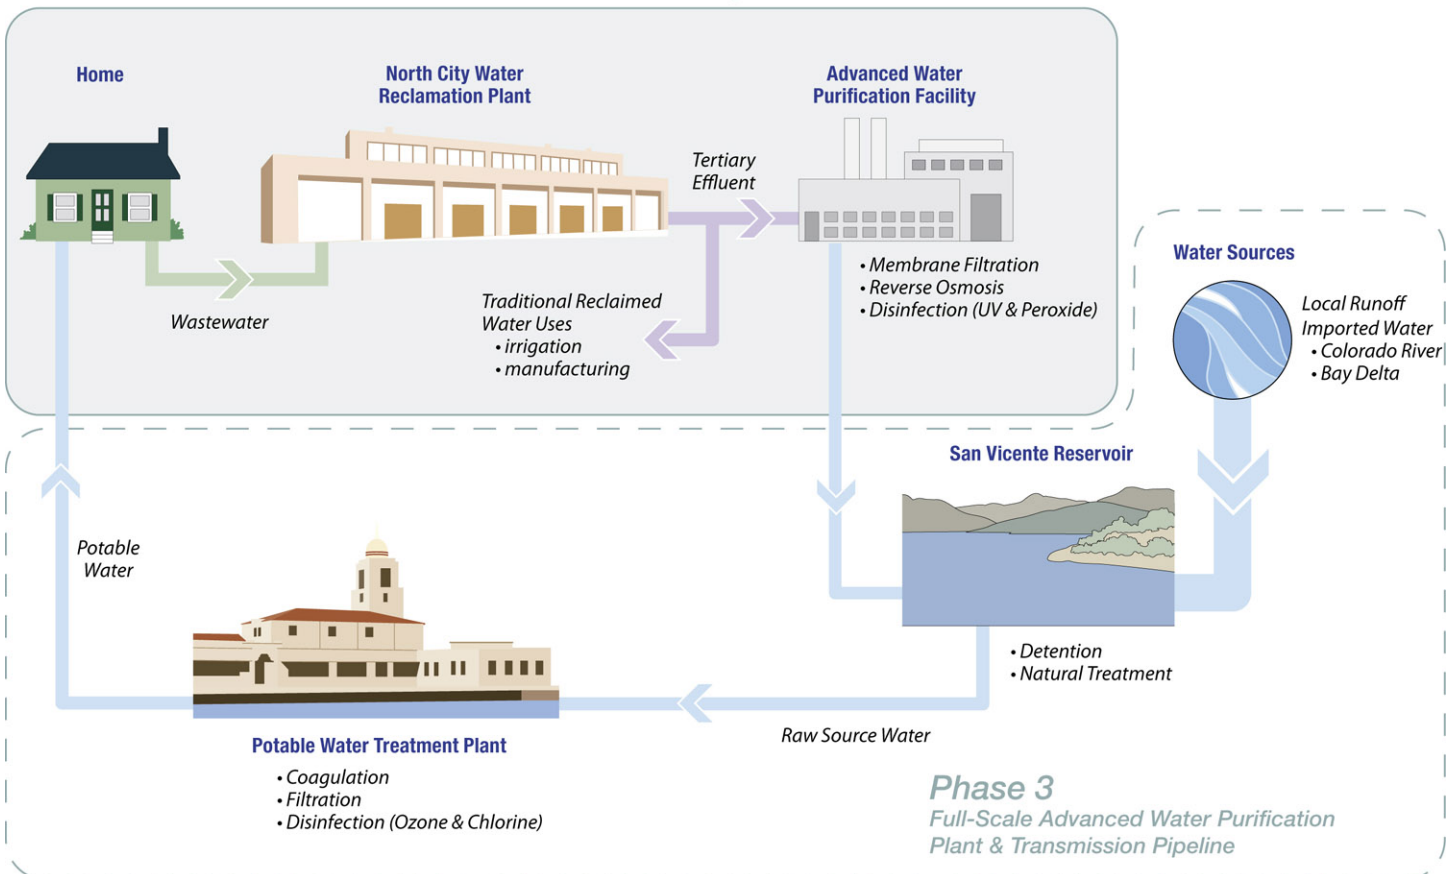 Home
North City Water
Reclamation Plant
Advanced Water
Purification Facility
Tertiary
Effluent
Wastewater
Traditional Reclaimed
Water Uses
• irrigation
• manufacturing
• Membrane Filtration
• Reverse Osmosis
• Disinfection (UV & Peroxide)
Water Sources
Local Runoff
Imported Water
• Colorado River
• Bay Delta
San Vicente Reservoir
• Detention
• Natural Treatment
Potable
Water
Raw Source Water
Potable Water Treatment Plant
• Coagulation
• Filtration
• Disinfection (Ozone & Chlorine)
Phase 3
Full-Scale Advanced Water Purification
Plant & Transmission Pipeline